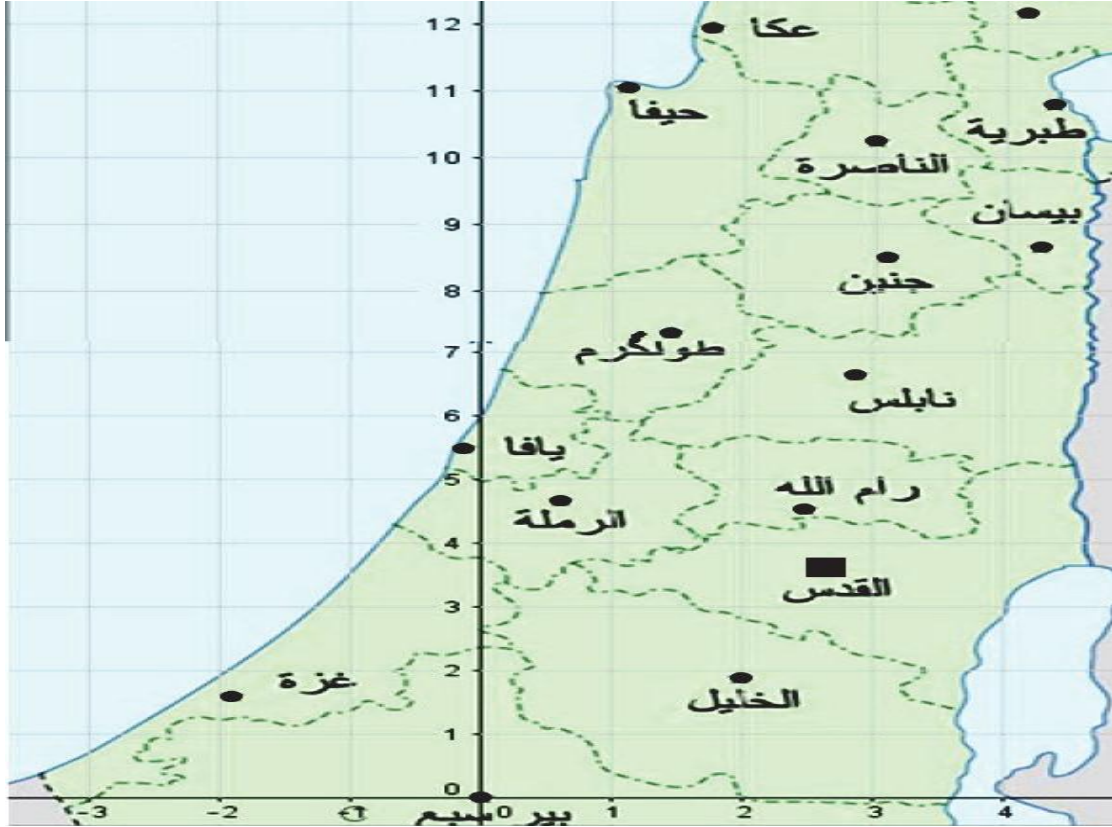 12
عكا
11
حيفا
طبرية
10
الناصرة
9
بيسان
8
جنين
7
طولكرم
نابلس
6
يافا
5
رام الله
الرملة
4
القدس
3
2
غزة
الخليل
1
0
-3 -2 -1 0 1 2 3 4
بير سبع